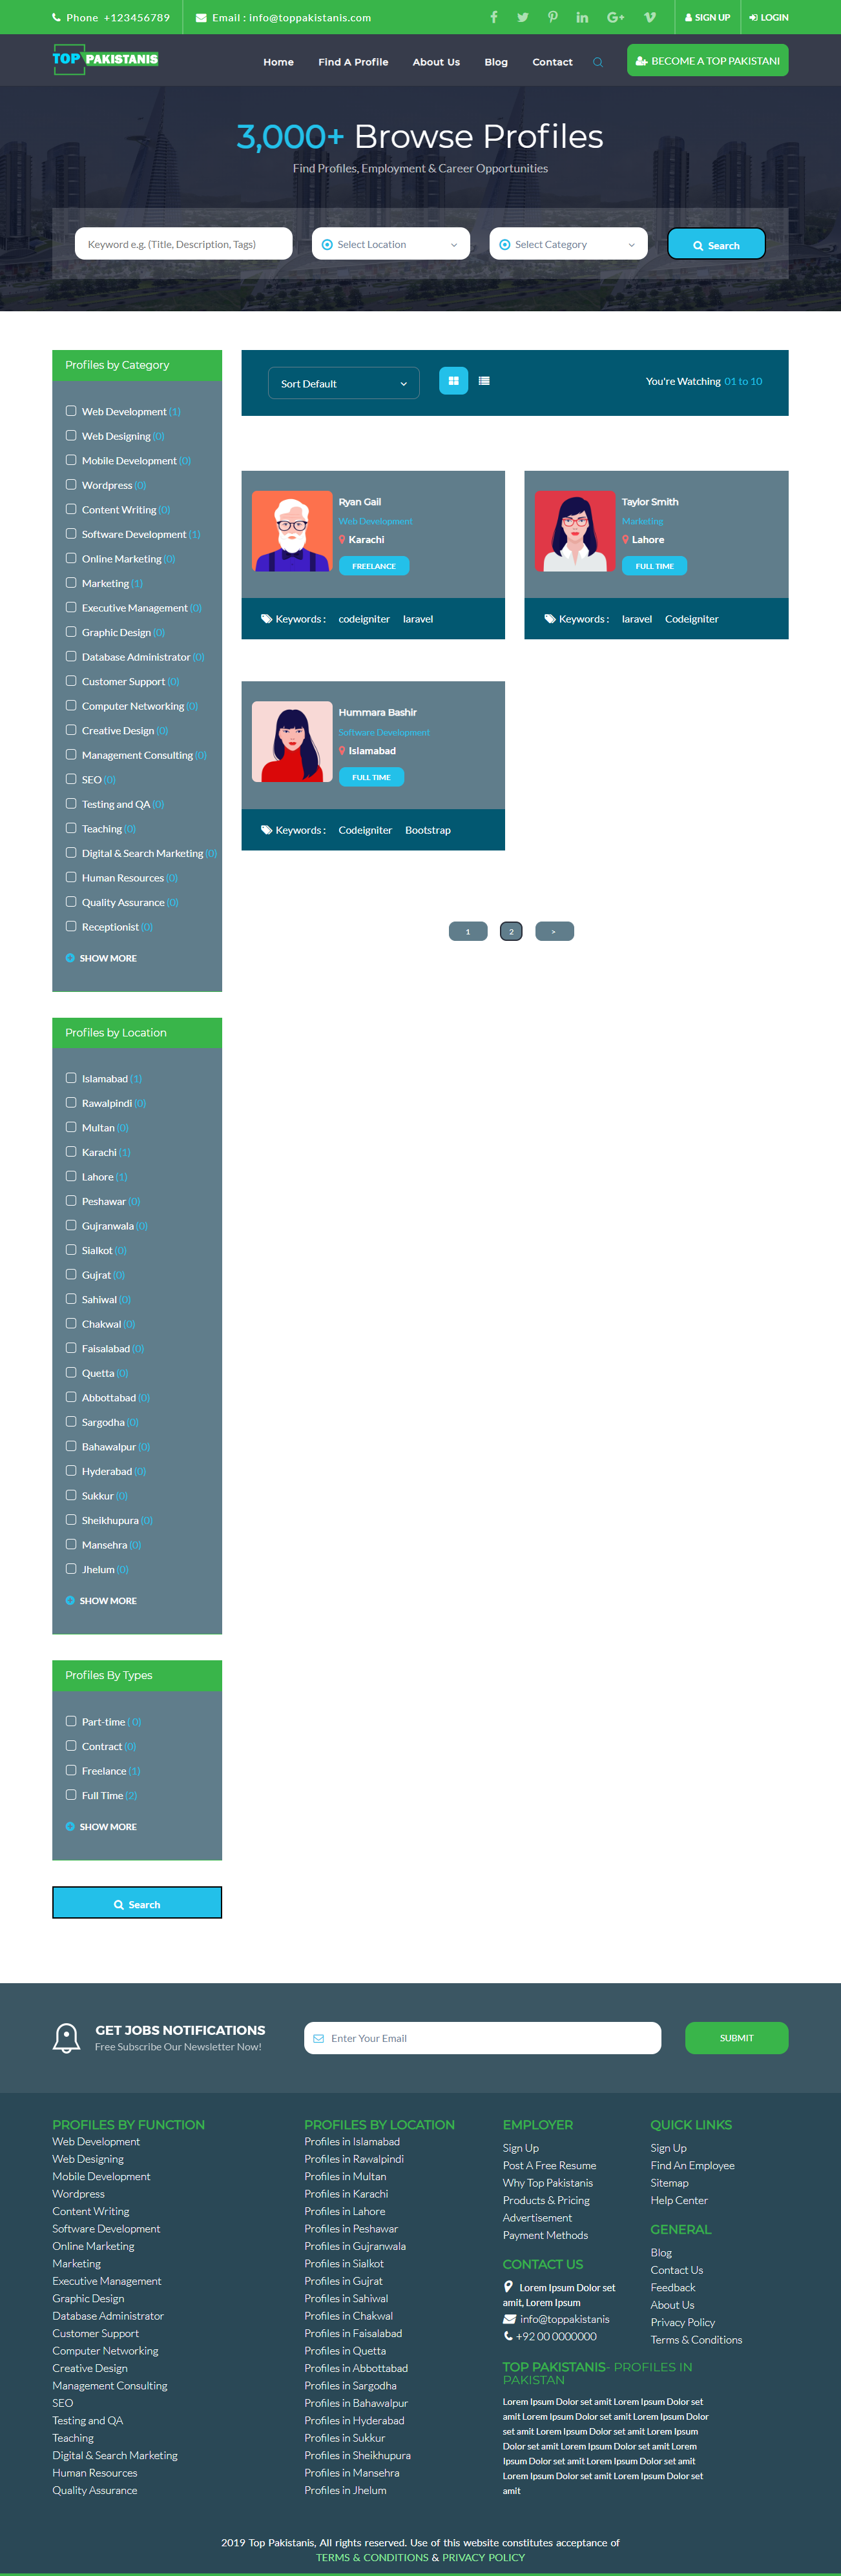 Phone +123456789 Email : info@toppakistanis.com SIGN UP LOGIN
TOP PAKISTANIS Home Find A Profile About Us Blog Contact BECOME A TOP PAKISTANI
3,000+ Browse Profiles
Find Profiles, Employment & Career Opportunities
Keyword e.g. (Title, Description, Tags) Select Location Select Category Search
Profiles by Category
Web Development (1)
Web Designing (0)
Mobile Development (0)
Wordpress (0)
Content Writing (0)
Software Development (1)
Online Marketing (0)
Marketing (1)
Executive Management (0)
Graphic Design (0)
Database Administrator (0)
Customer Support (0)
Computer Networking (0)
Creative Design (0)
Management Consulting (0)
SEO (0)
Testing and QA (0)
Teaching (0)
Digital & Search Marketing (0)
Human Resources (0)
Quality Assurance (0)
Receptionist (0)
SHOW MORE
Sort Default You're Watching 01 to 10
Ryan Gail
Web Development
Karachi
FREELANCE
Keywords : codeigniter laravel
Taylor Smith
Marketing
Lahore
FULL TIME
Keywords : laravel Codeigniter
Hummara Bashir
Software Development
Islamabad
FULL TIME
Keywords : Codeigniter Bootstrap
1 2 >
Profiles by Location
Islamabad (1)
Rawalpindi (0)
Multan (0)
Karachi (1)
Lahore (1)
Peshawar (0)
Gujranwala (0)
Sialkot (0)
Gujrat (0)
Sahiwal (0)
Chakwal (0)
Faisalabad (0)
Quetta (0)
Abbottabad (0)
Sargodha (0)
Bahawalpur (0)
Hyderabad (0)
Sukkur (0)
Sheikhupura (0)
Mansehra (0)
Jhelum (0)
SHOW MORE
Profiles By Types
Part-time ( 0)
Contract (0)
Freelance (1)
Full Time (2)
SHOW MORE
Search
GET JOBS NOTIFICATIONS
Free Subscribe Our Newsletter Now!
Enter Your Email SUBMIT
PROFILES BY FUNCTION
Web Development
Web Designing
Mobile Development
Wordpress
Content Writing
Software Development
Online Marketing
Marketing
Executive Management
Graphic Design
Database Administrator
Customer Support
Computer Networking
Creative Design
Management Consulting
SEO
Testing and QA
Teaching
Digital & Search Marketing
Human Resources
Quality Assurance
PROFILES BY LOCATION
Profiles in Islamabad
Profiles in Rawalpindi
Profiles in Multan
Profiles in Karachi
Profiles in Lahore
Profiles in Peshawar
Profiles in Gujranwala
Profiles in Sialkot
Profiles in Gujrat
Profiles in Sahiwal
Profiles in Chakwal
Profiles in Faisalabad
Profiles in Quetta
Profiles in Abbottabad
Profiles in Sargodha
Profiles in Bahawalpur
Profiles in Hyderabad
Profiles in Sukkur
Profiles in Sheikhupura
Profiles in Mansehra
Profiles in Jhelum
EMPLOYER
Sign Up
Post A Free Resume
Why Top Pakistanis
Products & Pricing
Advertisement
Payment Methods
CONTACT US
Lorem Ipsum Dolor set
amit, Lorem Ipsum
info@toppakistanis
+92 00 0000000
QUICK LINKS
Sign Up
Find An Employee
Sitemap
Help Center
GENERAL
Blog
Contact Us
Feedback
About Us
Privacy Policy
Terms & Conditions
TOP PAKISTANIS- PROFILES IN
PAKISTAN
Lorem Ipsum Dolor set amit Lorem Ipsum Dolor set
amit Lorem Ipsum Dolor set amit Lorem Ipsum Dolor
set amit Lorem Ipsum Dolor set amit Lorem Ipsum
Dolor set amit Lorem Ipsum Dolor set amit Lorem
Ipsum Dolor set amit Lorem Ipsum Dolor set amit
Lorem Ipsum Dolor set amit Lorem Ipsum Dolor set
amit
2019 Top Pakistanis, All rights reserved. Use of this website constitutes acceptance of
TERMS & CONDITIONS & PRIVACY POLICY